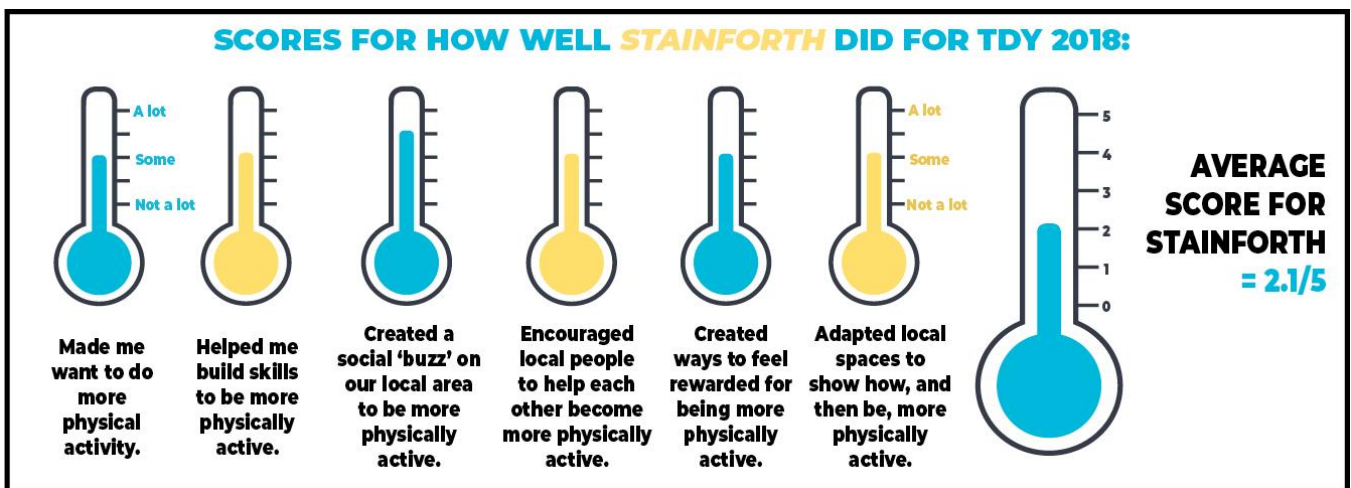 SCORES FOR HOW WELL STAINFORTH DID FOR TDY 2018:
A lot
Some
Not a lot
A lot
Some
Not a lot
5
4
3
2
1
0
AVERAGE
SCORE FOR
STAINFORTH
= 2.1/5
Made me
want to do
more
physical
activity.
Helped me
build skills
to be more
physically
active.
Created a
social ‘buzz’ on
our local area
to be more
physically
active.
Encouraged
local people
to help each
other become
more physically
active.
Created
ways to feel
rewarded for
being more
physically
active.
Adapted local
spaces to
show how, and
then be, more
physically
active.